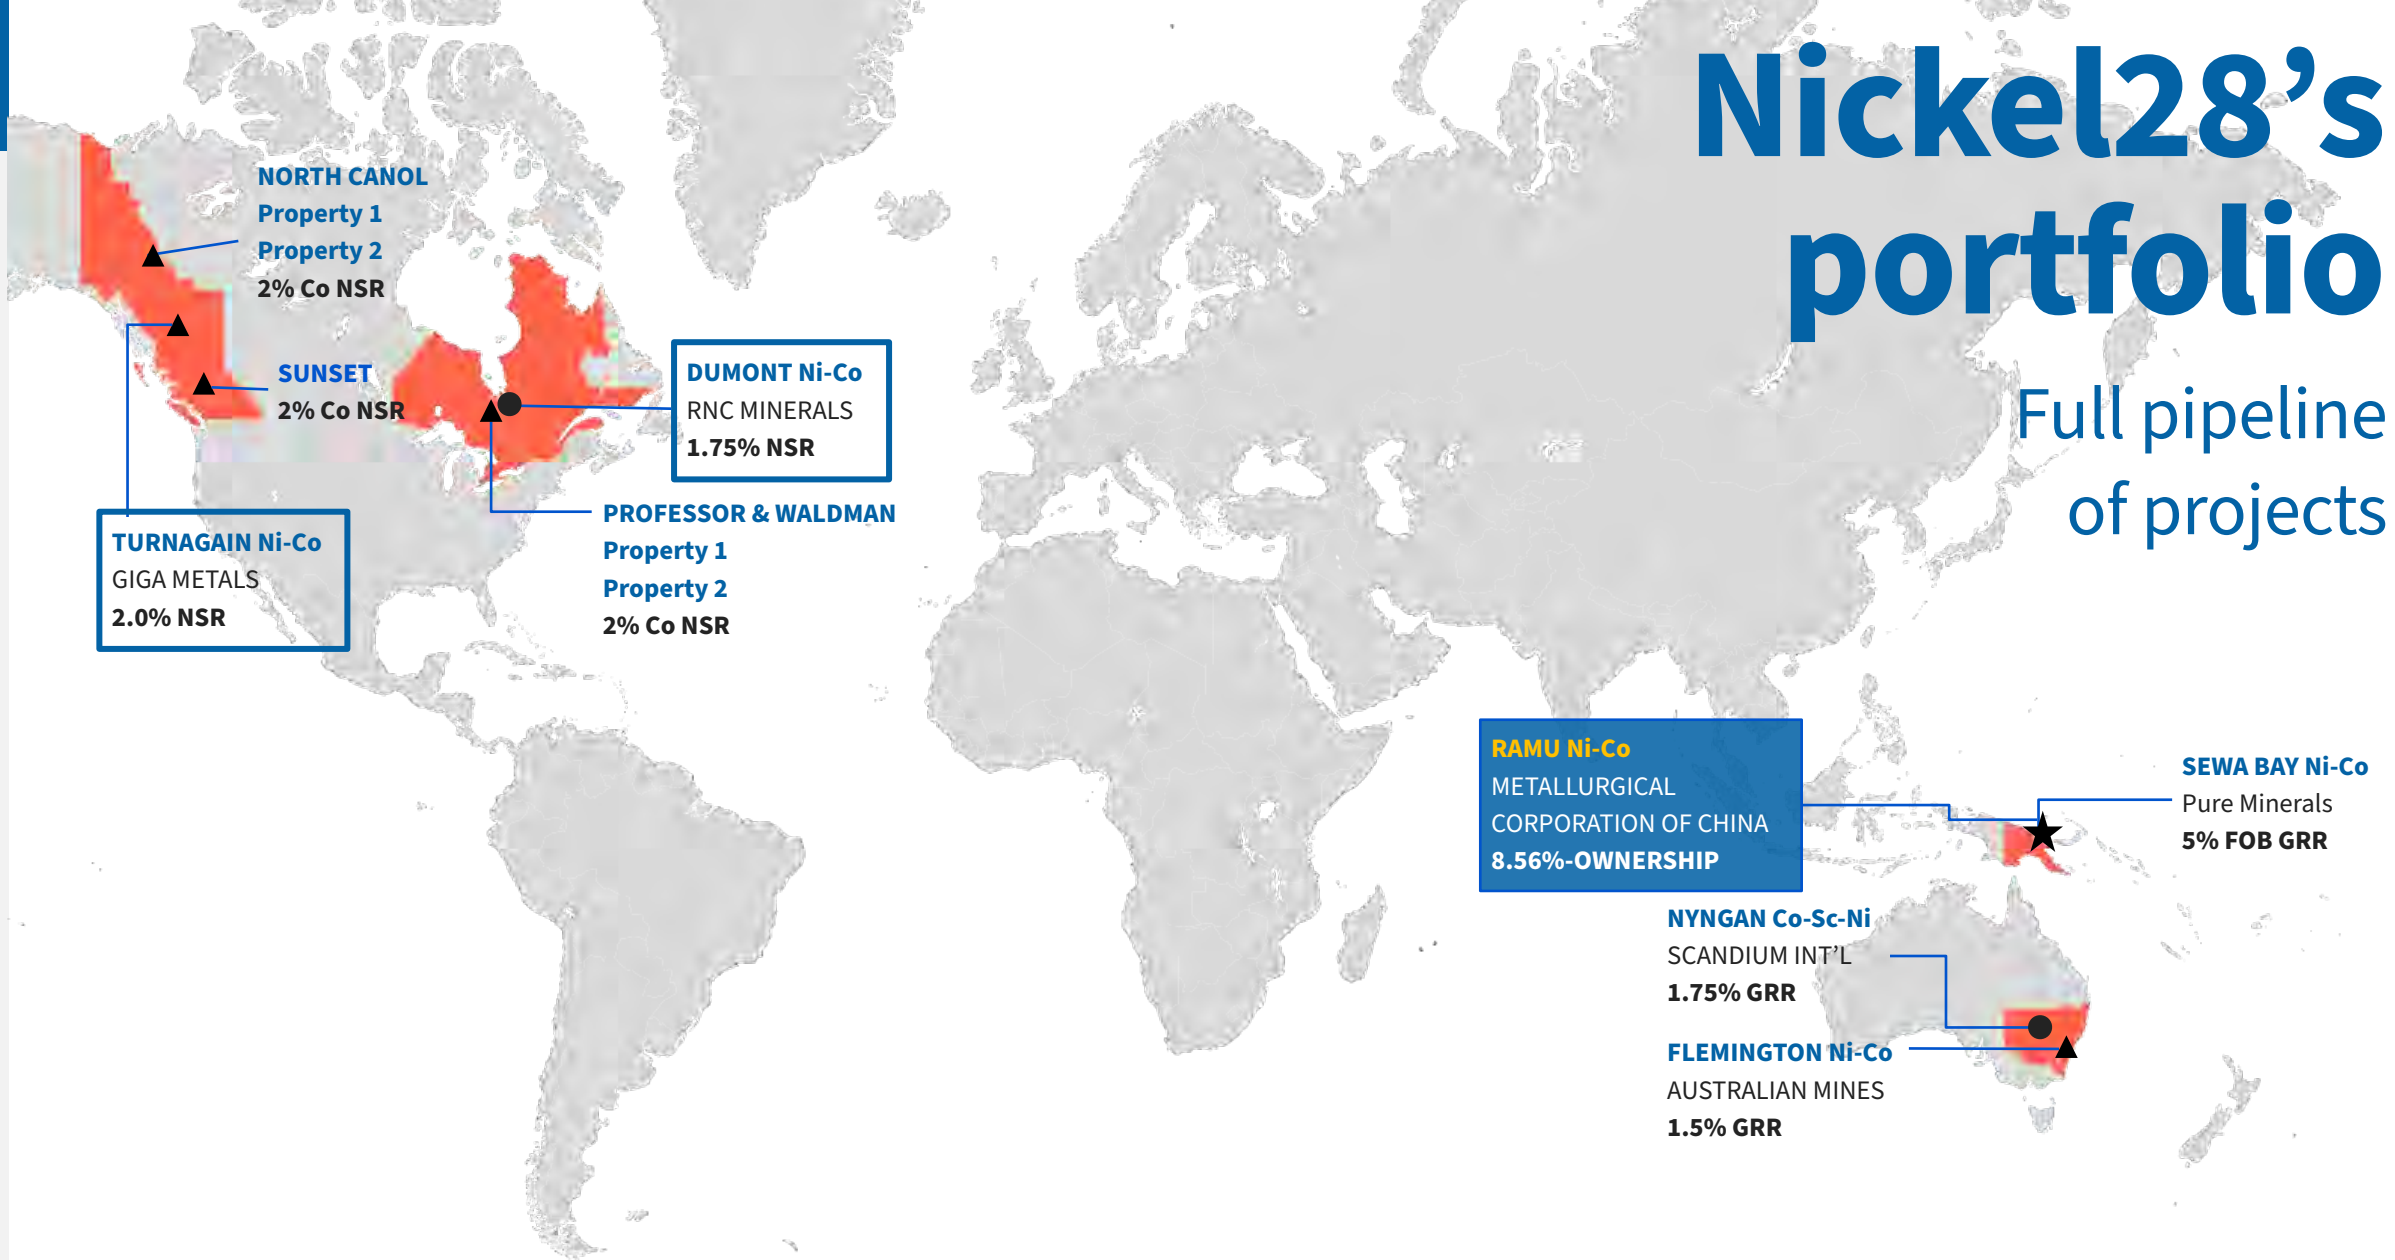 Nickel28’s
portfolio
Full pipeline
of projects
NORTH CANOL
Property 1
Property 2
2% Co NSR
SUNSET
2% Co NSR
DUMONT Ni-Co
RNC MINERALS
1.75% NSR
TURNAGAIN Ni-Co
GIGA METALS
2.0% NSR
PROFESSOR & WALDMAN
Property 1
Property 2
2% Co NSR
RAMU Ni-Co
METALLURGICAL
CORPORATION OF CHINA
8.56%-OWNERSHIP
SEWA BAY Ni-Co
Pure Minerals
5% FOB GRR
NYNGAN Co-Sc-Ni
SCANDIUM INT’L
1.75% GRR
FLEMINGTON Ni-Co
AUSTRALIAN MINES
1.5% GRR